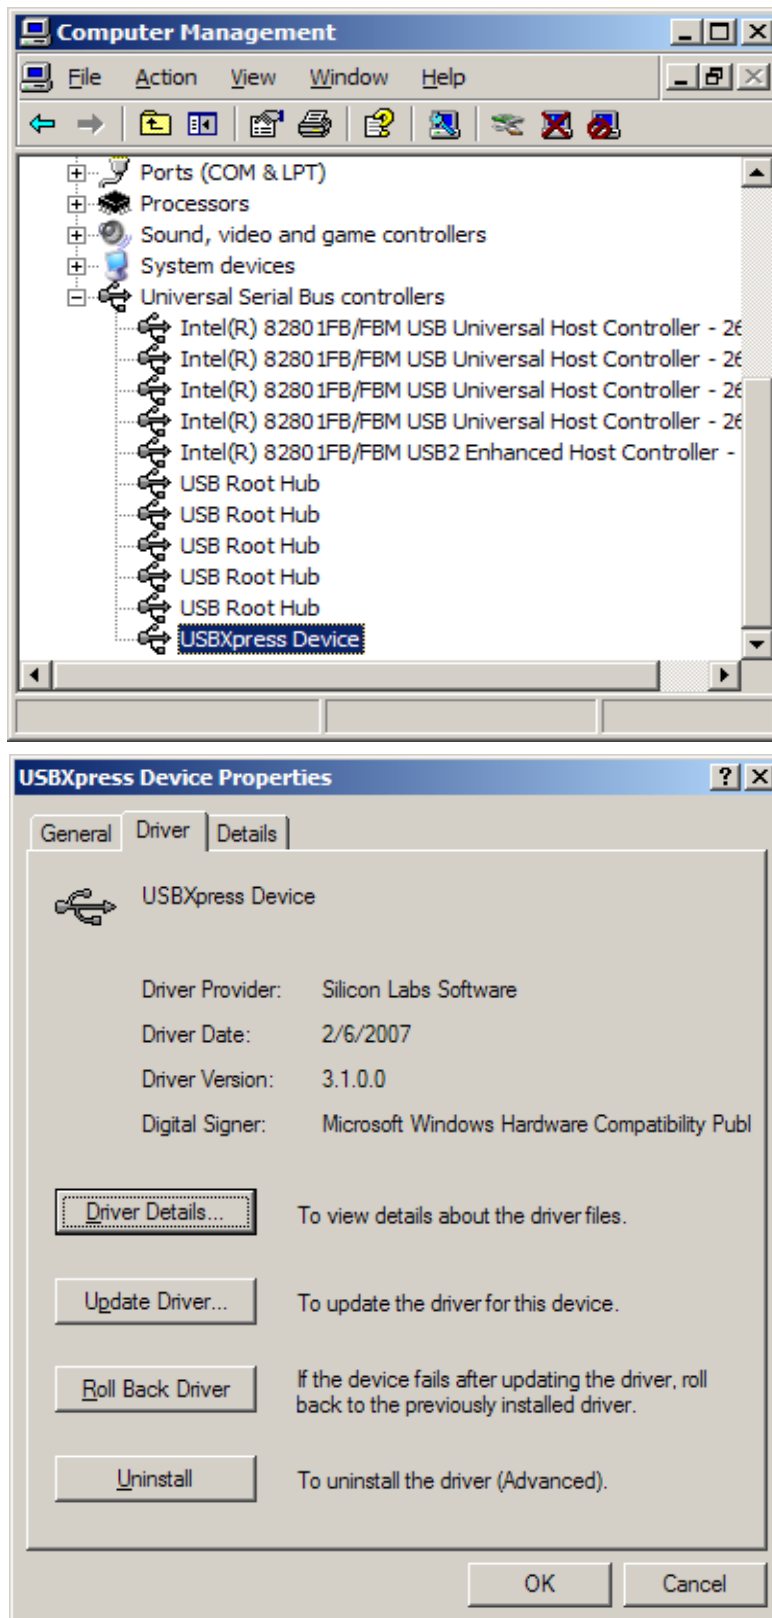 Computer Management
File Action View Window Help
Ports (COM & LPT)
Processors
Sound, video and game controllers
System devices
Universal Serial Bus controllers
Intel(R) 82801FB/FBM USB Universal Host Controller - 26
Intel(R) 82801FB/FBM USB Universal Host Controller - 26
Intel(R) 82801FB/FBM USB Universal Host Controller - 26
Intel(R) 82801FB/FBM USB Universal Host Controller - 26
Intel(R) 82801FB/FBM USB2 Enhanced Host Controller -
USB Root Hub
USB Root Hub
USB Root Hub
USB Root Hub
USB Root Hub
USBXpress Device
USBXpress Device Properties
General Driver Details
USBXpress Device
Driver Provider: Silicon Labs Software
Driver Date: 2/6/2007
Driver Version: 3.1.0.0
Digital Signer: Microsoft Windows Hardware Compatibility Publ
Driver Details... To view details about the driver files.
Update Driver... To update the driver for this device.
Roll Back Driver If the device fails after updating the driver, roll
back to the previously installed driver.
Uninstall To uninstall the driver (Advanced).
OK Cancel